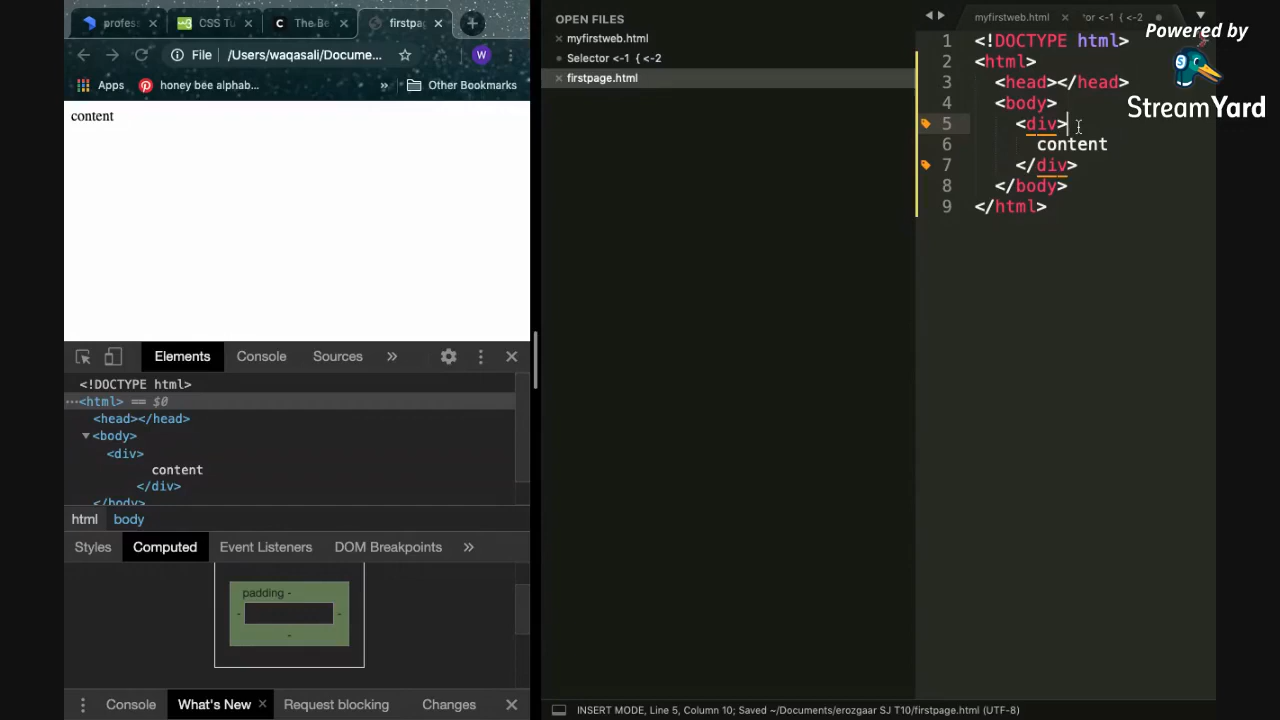 profes
CSS Tu
The Be
firstpag
File
/Users/waqasali/Docume...
W
Apps
honey bee alphab...
»
Other Bookmarks
content
Elements
Console
Sources
»
<!DOCTYPE html>
···<html> == $0
<head></head>
<body>
<div>
content
</div>
</body>
html
body
Styles
Computed
Event Listeners
DOM Breakpoints
»
padding -
-
-
-
Console
What's New
Request blocking
Changes
OPEN FILES
myfirstweb.html
Selector <-1 { <-2
firstpage.html
myfirstweb.html
or <-1 { <-2
1 <!DOCTYPE html>
2 <html>
3 <head></head>
4 <body>
5 <div>
6 content
7 </div>
8 </body>
9 </html>
Powered by
S
StreamYard
INSERT MODE, Line 5, Column 10; Saved ~/Documents/erozgaar SJ T10/firstpage.html (UTF-8)